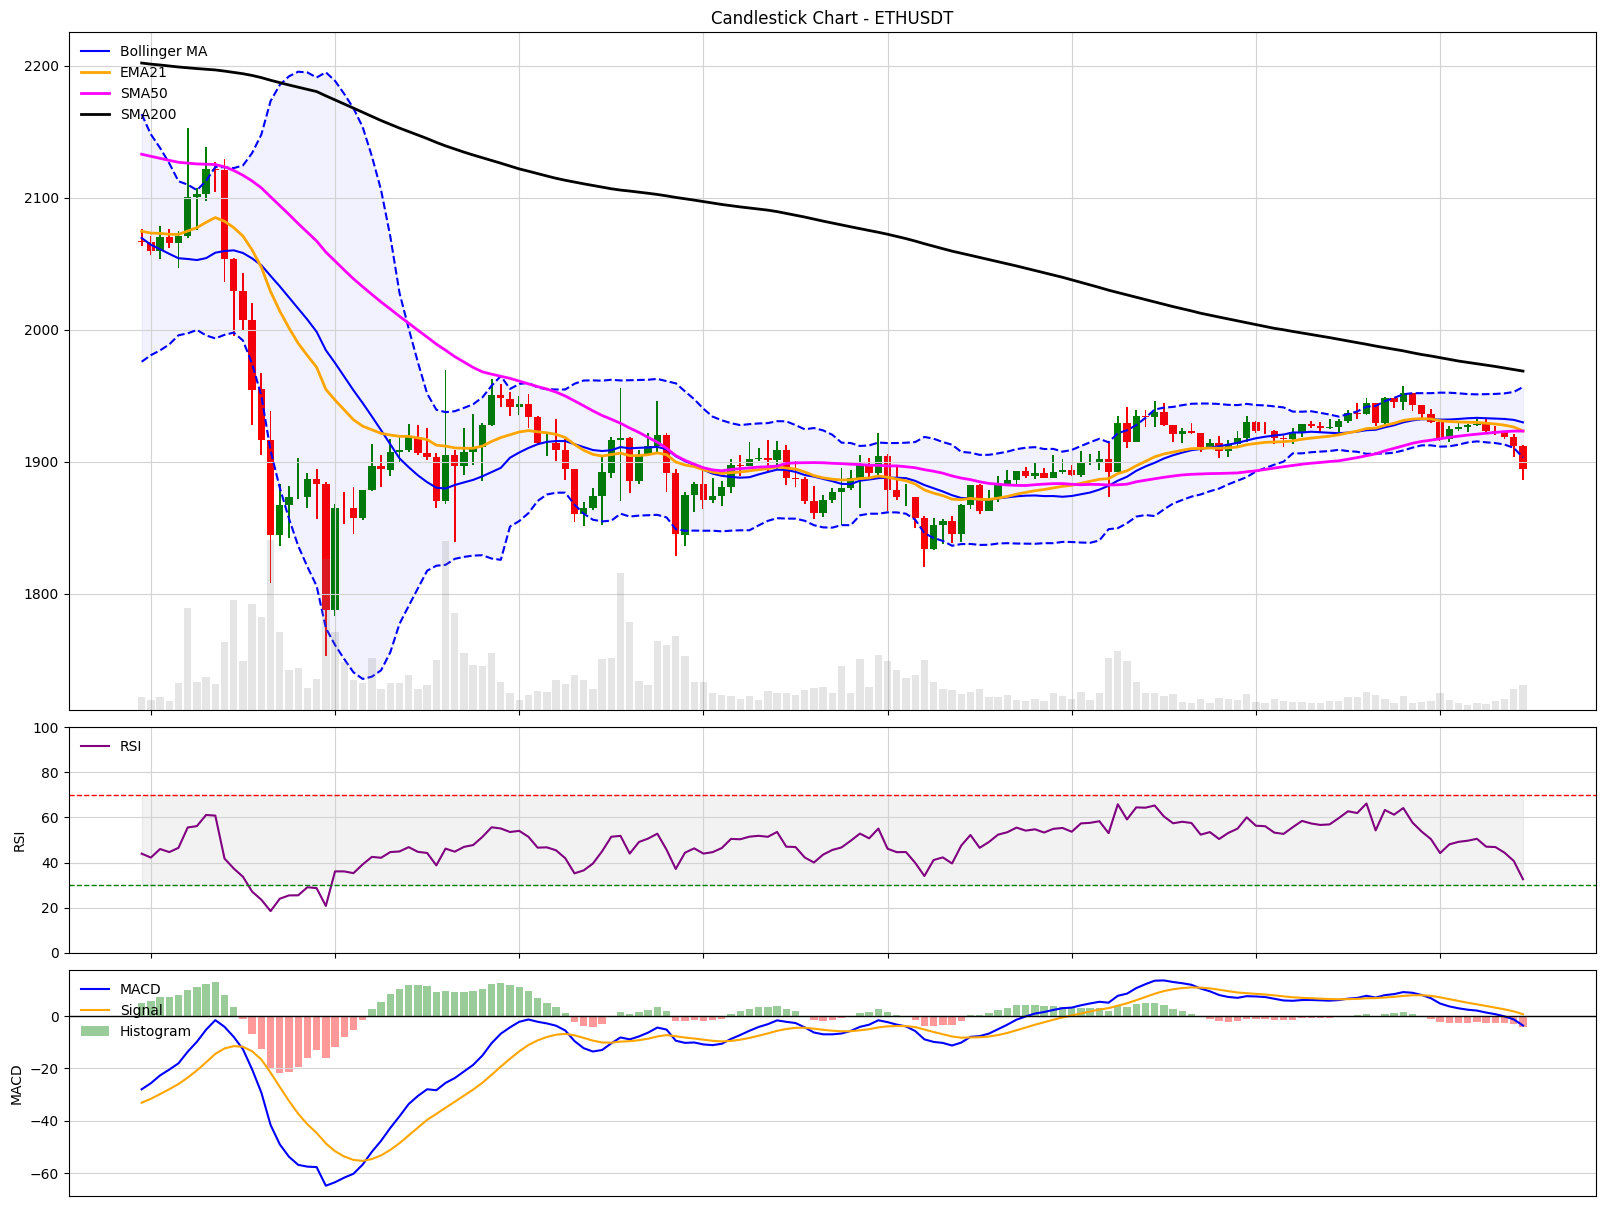 Candlestick Chart - ETHUSDT
Bollinger MA
EMA21
SMA50
SMA200
2200
2100
2000
1900
1800
RSI
100
80
60
40
20
0
RSI
MACD
Signal
Histogram
0
−20
−40
−60
MACD